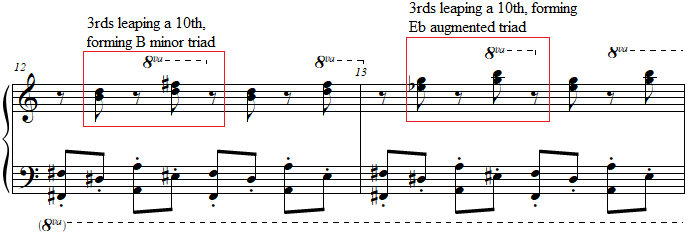 3rds leaping a 10th,
forming B minor triad
3rds leaping a 10th, forming
Eb augmented triad
8va
8va
8va
8va
12
13
(8va)